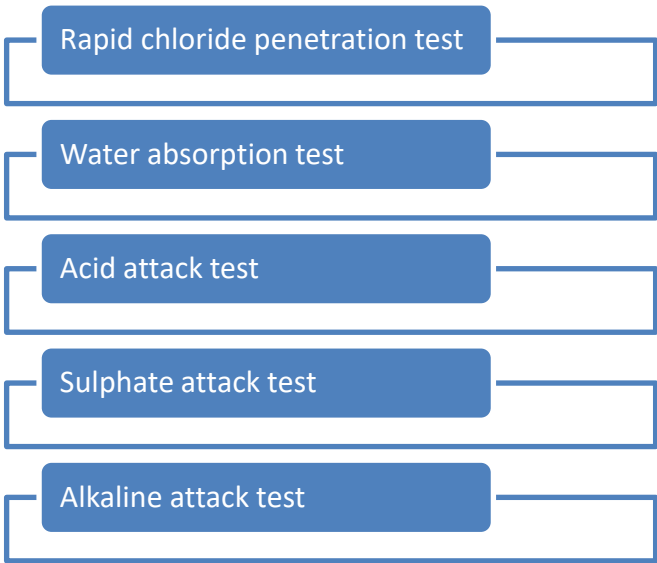 Rapid chloride penetration test
Water absorption test
Acid attack test
Sulphate attack test
Alkaline attack test